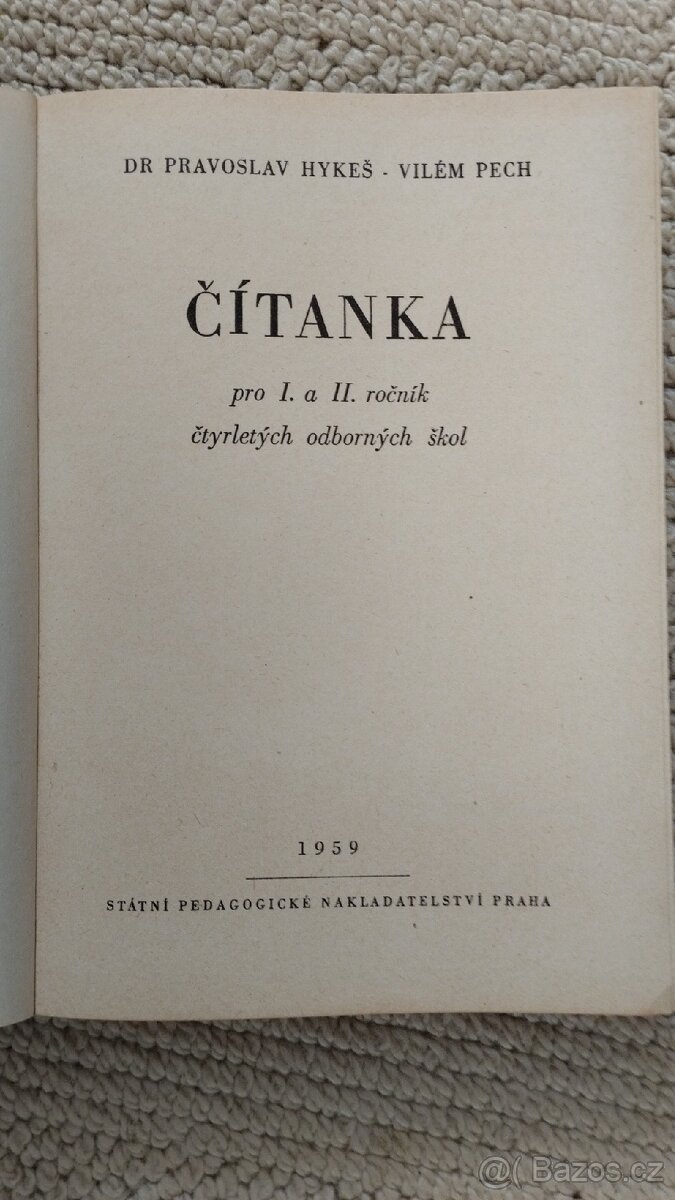 DR PRAVOSLAV HYKEŠ - VILÉM PECH
ČÍTANKA
pro I. a II. ročník
čtyrletých odborných škol
1959
STÁTNÍ PEDAGOGICKÉ NAKLADATELSTVÍ PRAHA
@( Bazos.cz